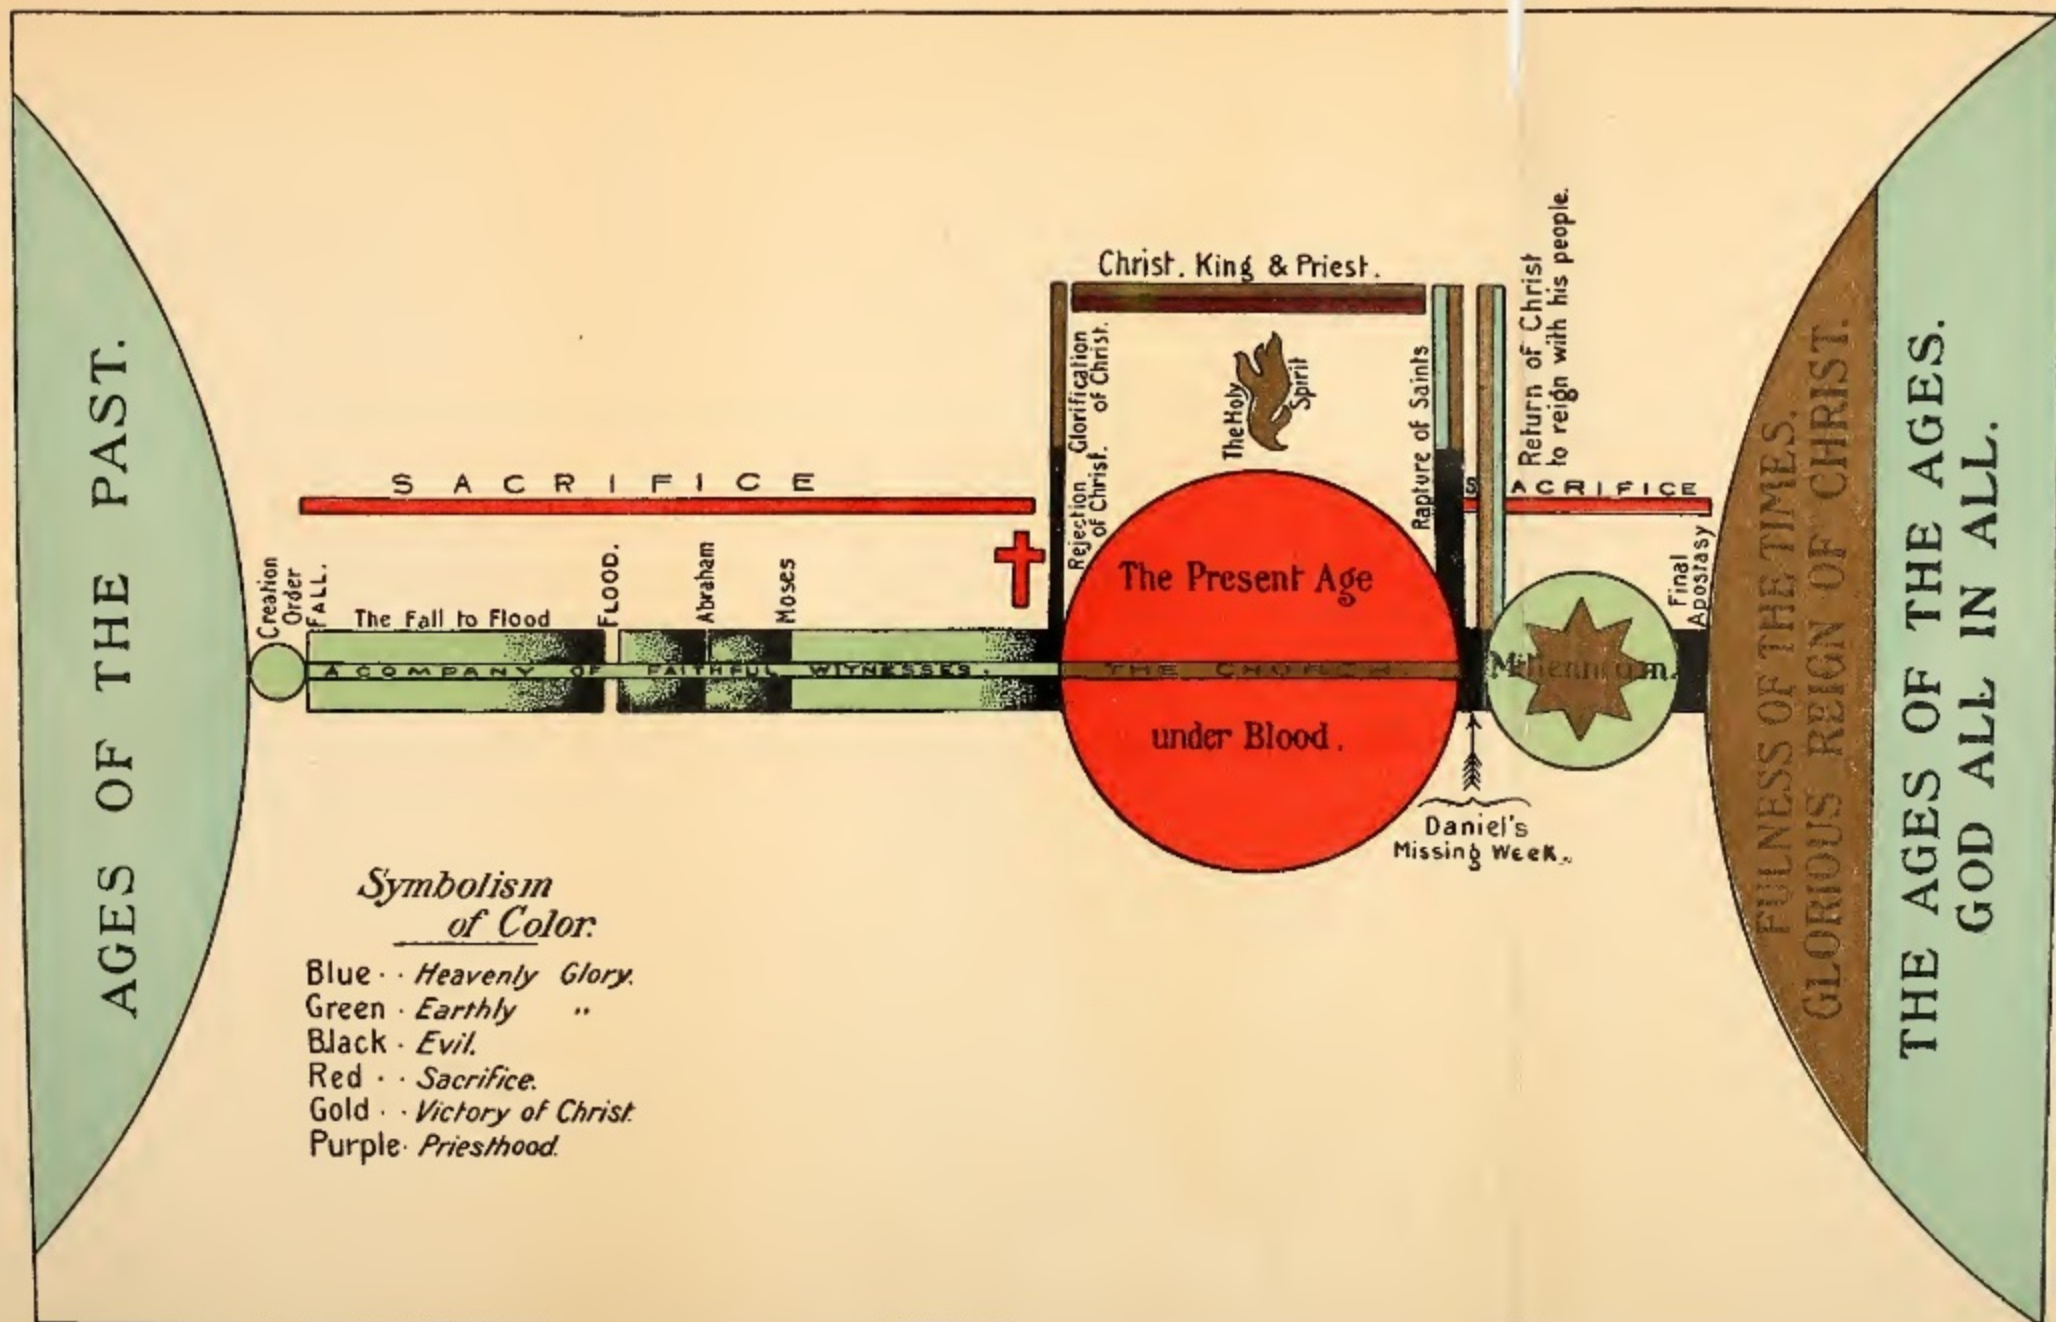 AGES OF THE PAST.
Creation
Order
FALL.
SACRIFICE
The Fall to Flood
FLOOD.
Abraham
Moses
A COMPANY OF FAITHFUL WITNESSES.
Christ. King & Priest.
Rejection
of Christ.
Glorification
of Christ.
The Holy
Spirit
The Present Age
THE CHURCH.
under Blood.
Rapture of Saints
Return of Christ
to reign with his people.
SACRIFICE
Millennium.
Final
Apostasy
Daniel's
Missing Week.
FULNESS OF THE TIMES.
GLORIOUS REIGN OF CHRIST.
THE AGES OF THE AGES.
GOD ALL IN ALL.
Symbolism
of Color.
Blue · · Heavenly Glory.
Green · Earthly "
Black · Evil.
Red · · Sacrifice.
Gold · · Victory of Christ.
Purple · Priesthood.